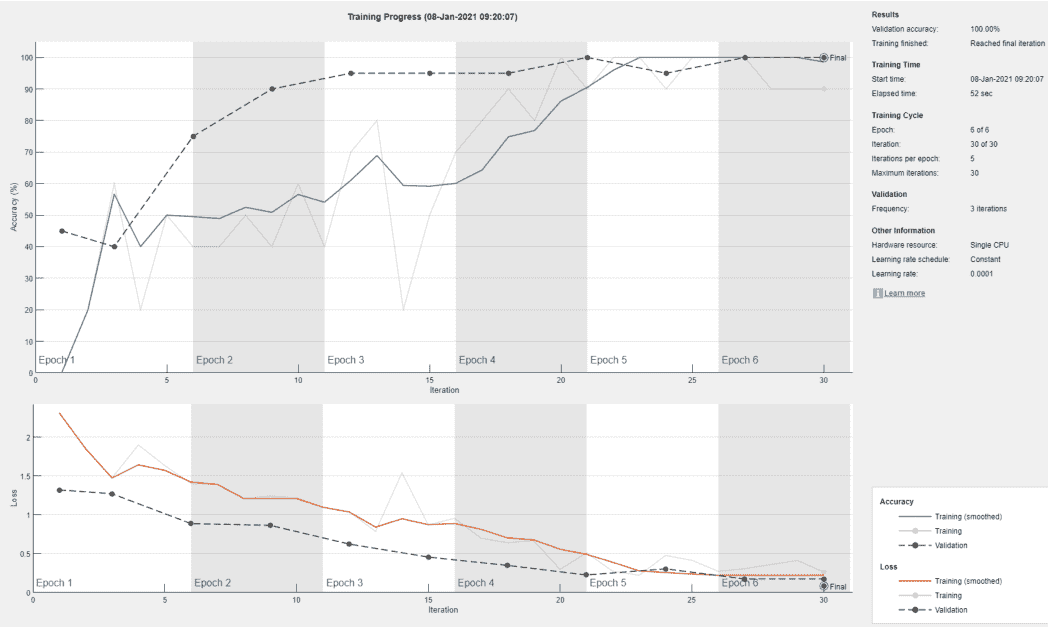 Training Progress (08-Jan-2021 09:20:07)
100
90
80
70
60
50
40
30
20
10
0
Accuracy (%)
Final
Epoch 1
Epoch 2
Epoch 3
Epoch 4
Epoch 5
Epoch 6
0
5
10
15
20
25
30
Iteration
2
1.5
1
0.5
0
Loss
Epoch 1
Epoch 2
Epoch 3
Epoch 4
Epoch 5
Epoch 6
Final
0
5
10
15
20
25
30
Iteration
Results
Validation accuracy: 100.00%
Training finished: Reached final iteration
Training Time
Start time: 08-Jan-2021 09:20:07
Elapsed time: 52 sec
Training Cycle
Epoch: 6 of 6
Iteration: 30 of 30
Iterations per epoch: 5
Maximum iterations: 30
Validation
Frequency: 3 iterations
Other Information
Hardware resource: Single CPU
Learning rate schedule: Constant
Learning rate: 0.0001
Learn more
Accuracy
Training (smoothed)
Training
Validation
Loss
Training (smoothed)
Training
Validation